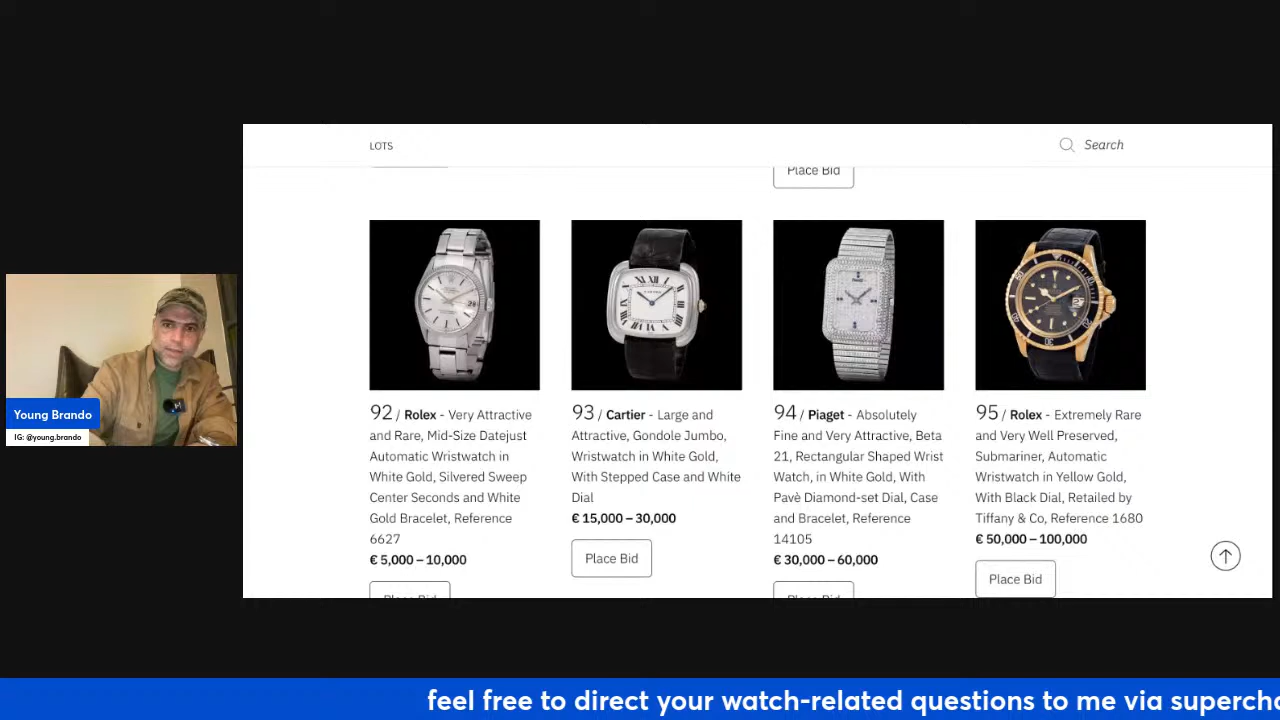 LOTS
Search
Place Bid
92 / Rolex - Very Attractive
and Rare, Mid-Size Datejust
Automatic Wristwatch in
White Gold, Silvered Sweep
Center Seconds and White
Gold Bracelet, Reference
6627
€ 5,000 – 10,000
Place Bid
93 / Cartier - Large and
Attractive, Gondole Jumbo,
Wristwatch in White Gold,
With Stepped Case and White
Dial
€ 15,000 – 30,000
Place Bid
94 / Piaget - Absolutely
Fine and Very Attractive, Beta
21, Rectangular Shaped Wrist
Watch, in White Gold, With
Pavè Diamond-set Dial, Case
and Bracelet, Reference
14105
€ 30,000 – 60,000
Place Bid
95 / Rolex - Extremely Rare
and Very Well Preserved,
Submariner, Automatic
Wristwatch in Yellow Gold,
With Black Dial, Retailed by
Tiffany & Co, Reference 1680
€ 50,000 – 100,000
Place Bid
Young Brando
IG: @young.brando
feel free to direct your watch-related questions to me via supercha